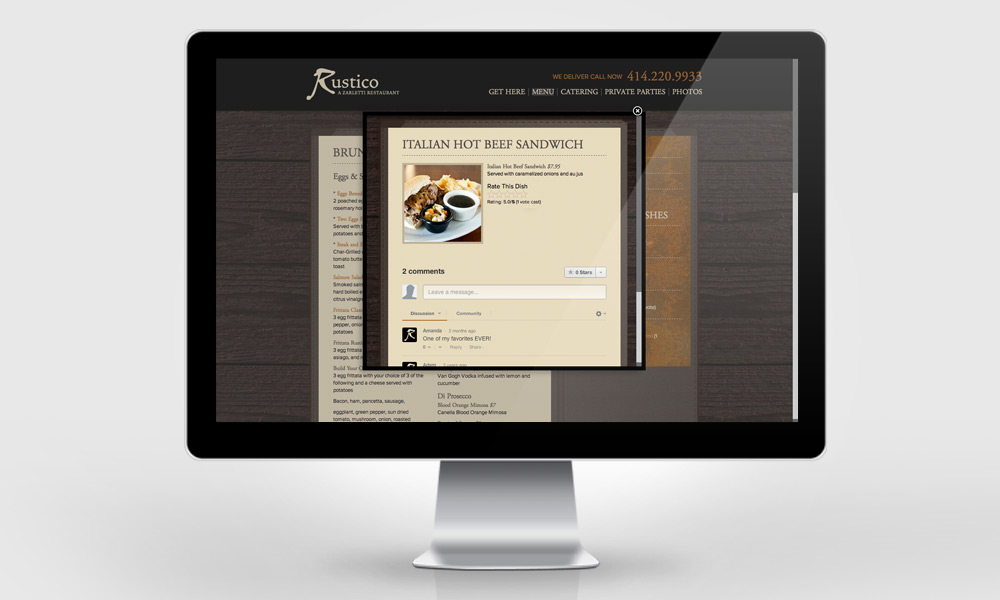 Rustico
A ZARLETTI RESTAURANT
WE DELIVER CALL NOW 414.220.9933
GET HERE | MENU | CATERING | PRIVATE PARTIES | PHOTOS
ITALIAN HOT BEEF SANDWICH
Italian Hot Beef Sandwich $7.95
Served with caramelized onions and au jus
Rate This Dish
Rating: 5.0/5 (1 vote cast)
2 comments
0 Stars
Leave a message...
Discussion
Community
Amanda 2 months ago
One of my favorites EVER!
Reply Share
BRUN
Eggs & S
* Eggs Bene
2 poached eg
rosemary hol
* Two Eggs
Served with
potatoes and
* Steak and E
Char-Grilled
tomato butte
toast
Salmon Salad
Smoked salm
hard boiled e
citrus vinaigre
Frittata Class
3 egg frittata
pepper, onion
potatoes
Frittata Rusti
3 egg frittata
asiago, and m
Build Your O
3 egg frittata with your choice of 3 of the
following and a cheese served with
potatoes
Bacon, ham, pancetta, sausage,
eggplant, green pepper, sun dried
tomato, mushroom, onion, roasted
Van Gogh Vodka infused with lemon and
cucumber
Di Prosecco
Blood Orange Mimosa $7
Canella Blood Orange Mimosa
SHES